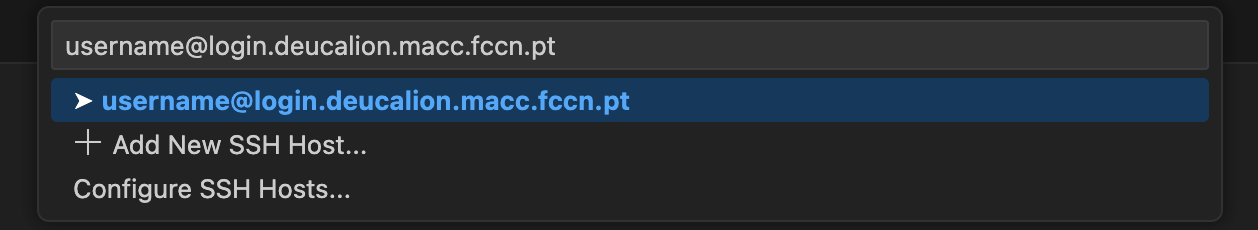 username@login.deucalion.macc.fccn.pt
➤ username@login.deucalion.macc.fccn.pt
+ Add New SSH Host...
Configure SSH Hosts...